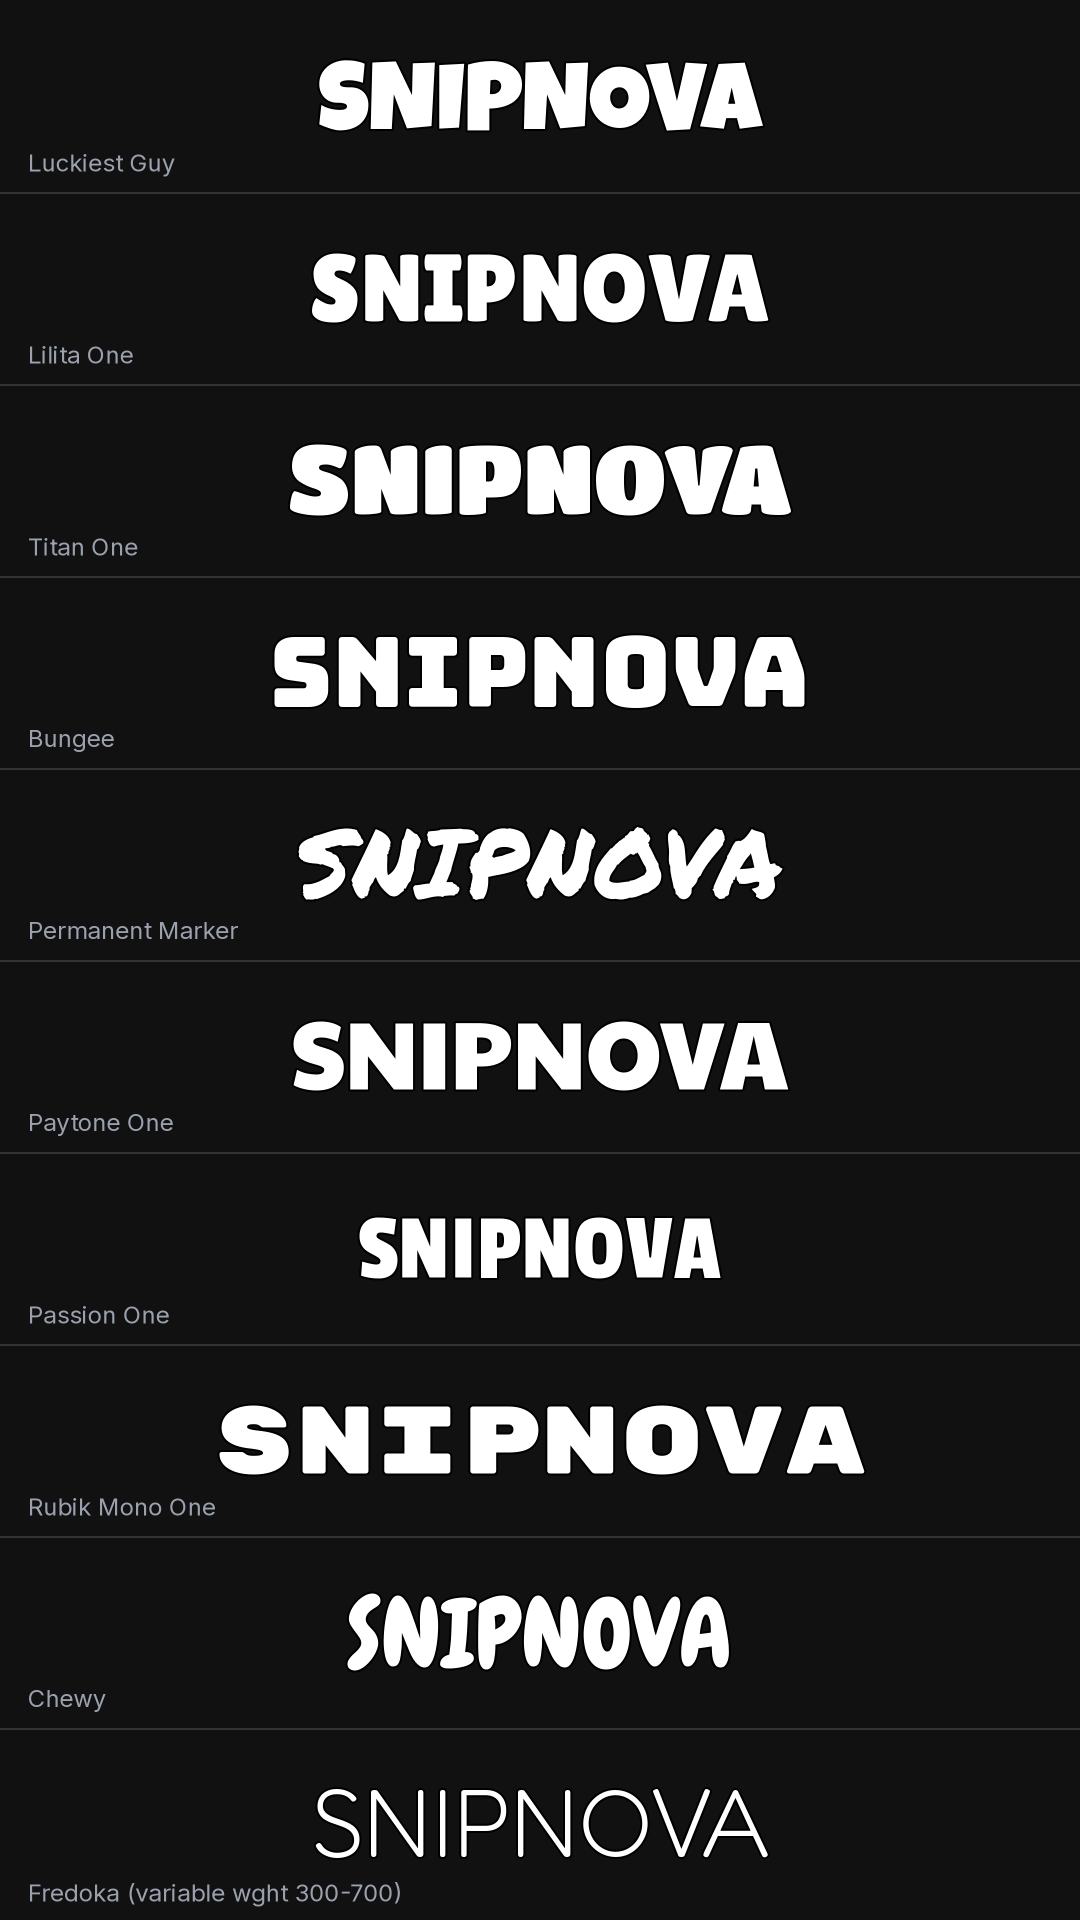 SNIPNOVA
Luckiest Guy
SNIPNOVA
Lilita One
SNIPNOVA
Titan One
SNIPNOVA
Bungee
SNIPNOVA
Permanent Marker
SNIPNOVA
Paytone One
SNIPNOVA
Passion One
SNIPNOVA
Rubik Mono One
SNIPNOVA
Chewy
SNIPNOVA
Fredoka (variable wght 300-700)